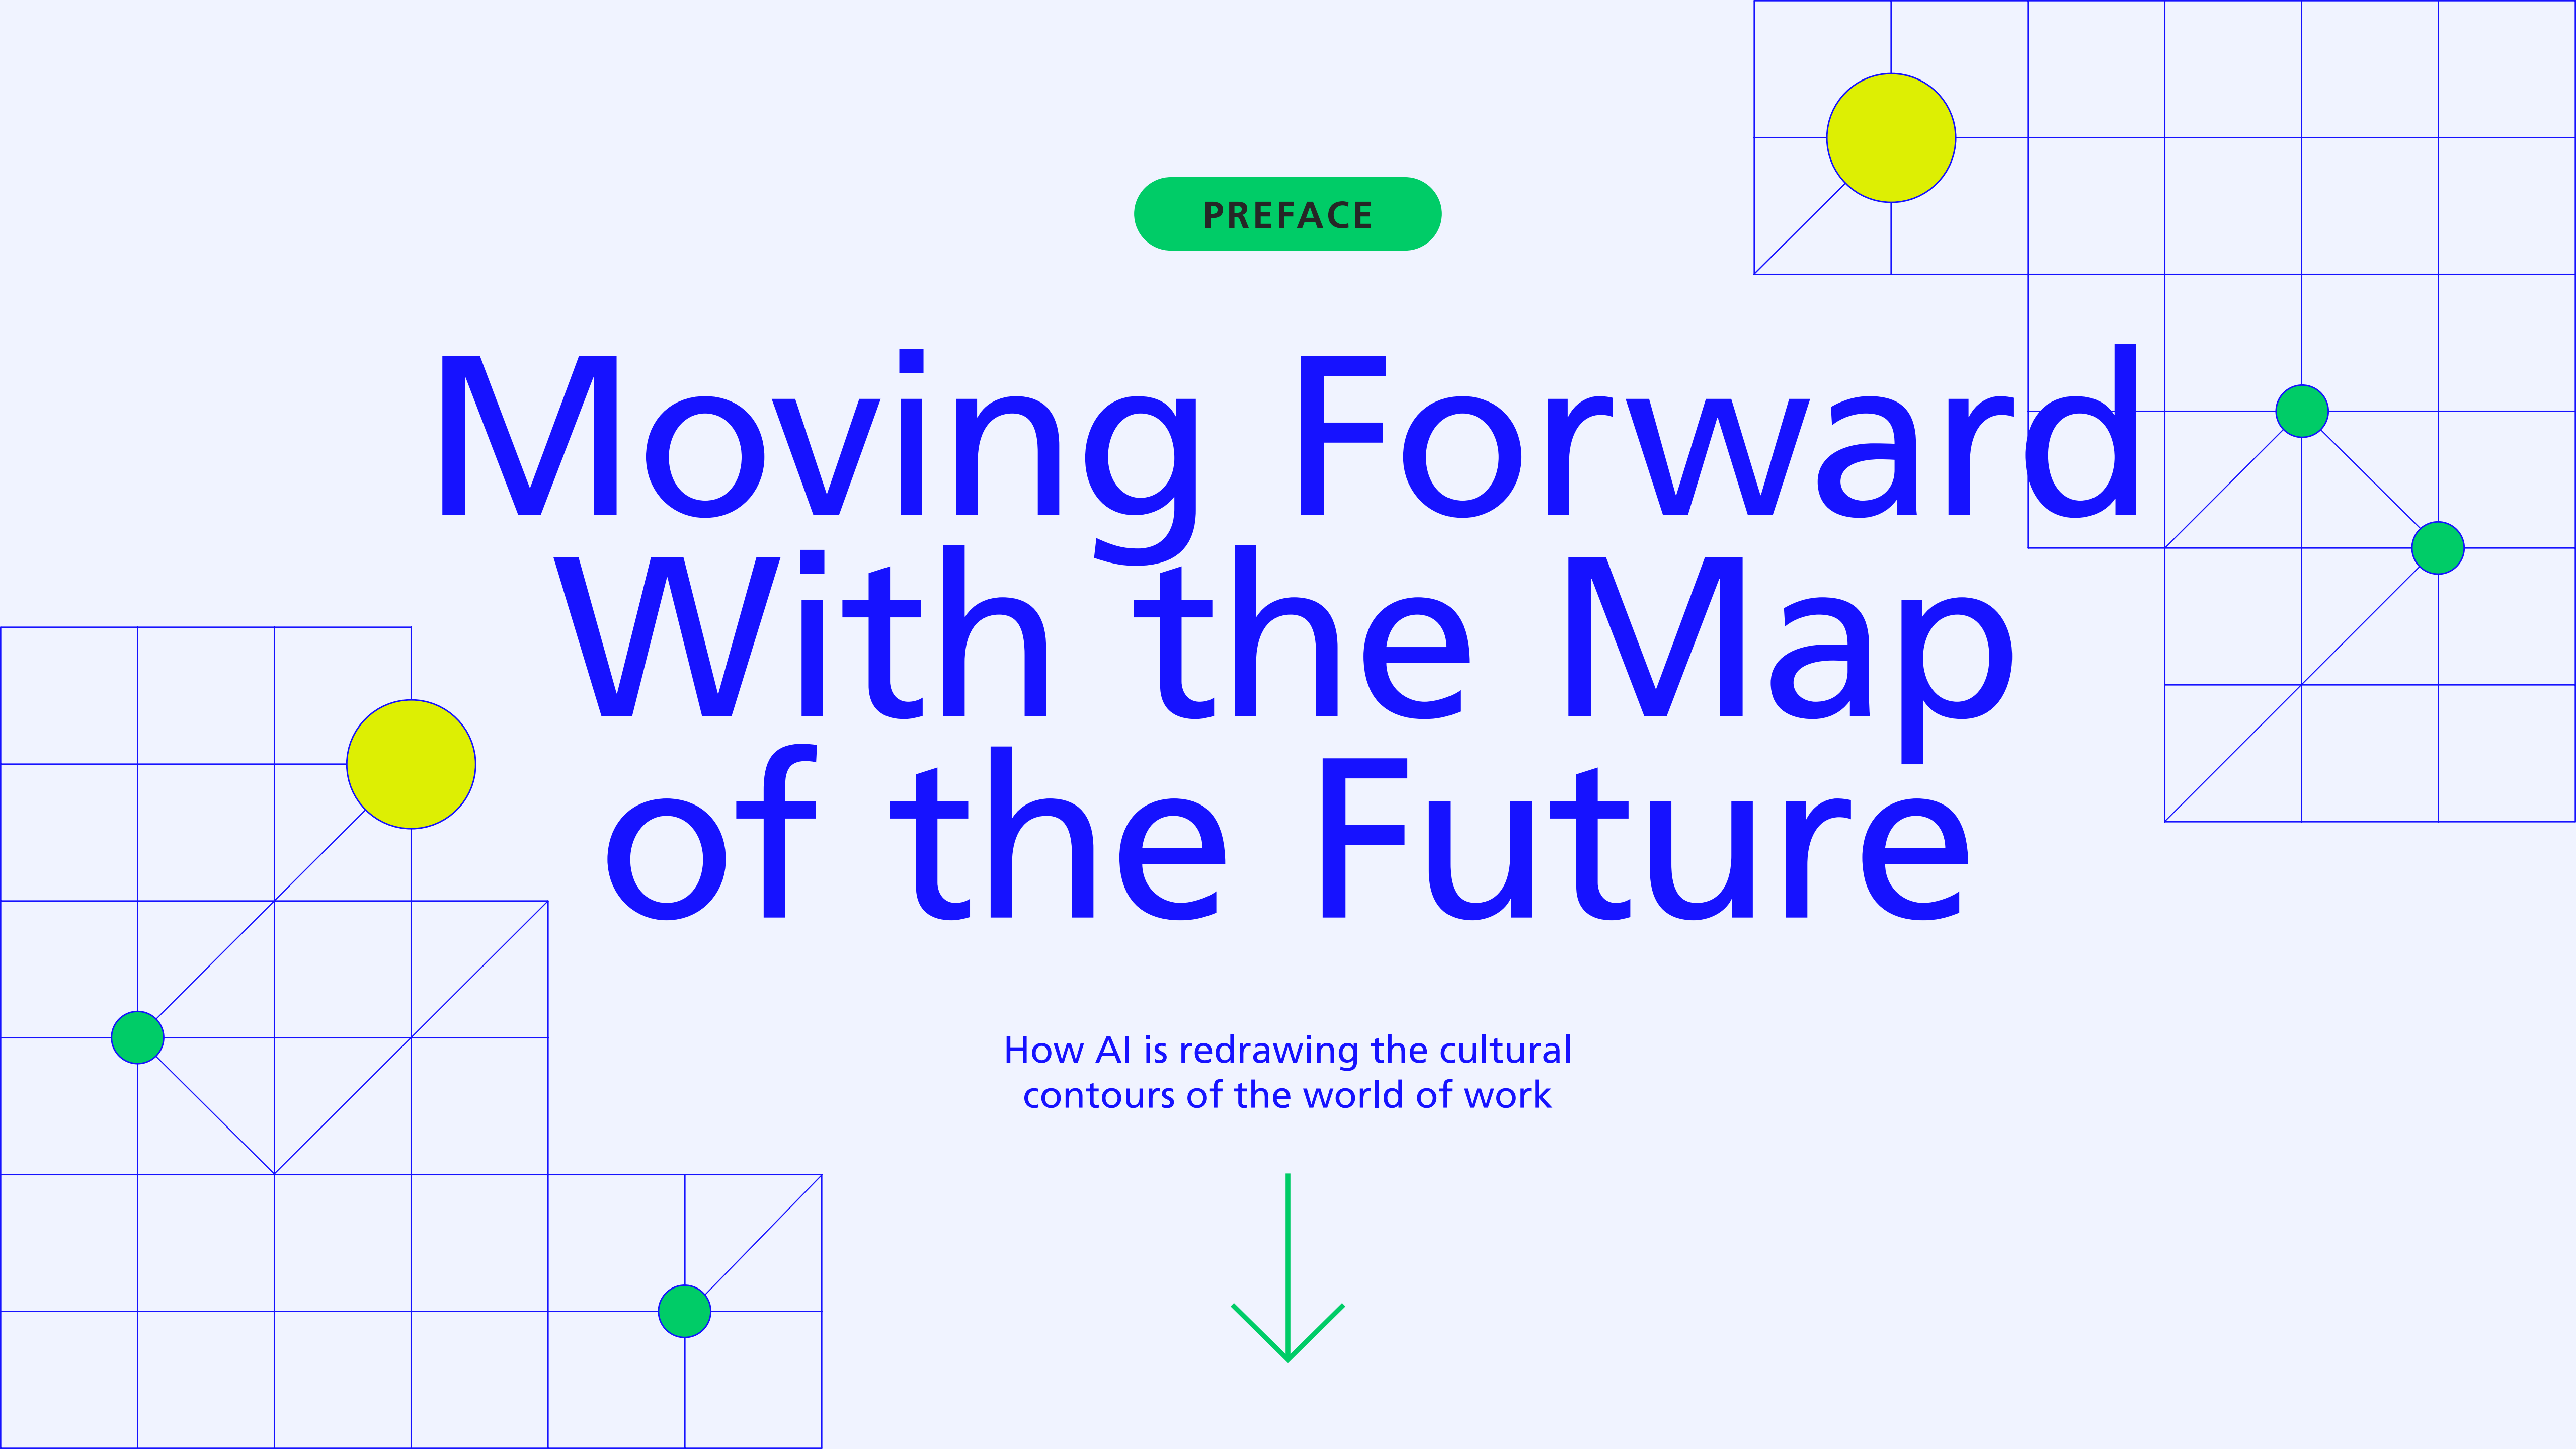 PREFACE
Moving Forward
With the Map
of the Future
How AI is redrawing the cultural
contours of the world of work